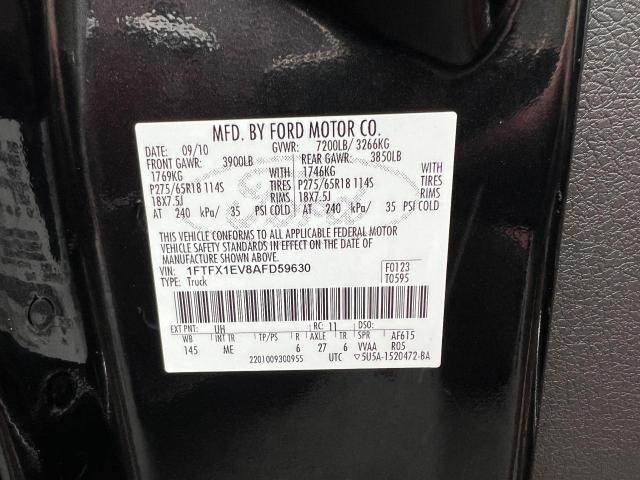 MFD. BY FORD MOTOR CO.
DATE: 09/10 GVWR: 7200LB/ 3266KG
FRONT GAWR: 3900LB REAR GAWR: 3850LB
1769KG WITH 1746KG WITH
P275/65R18 114S TIRES P275/65R18 114S TIRES
18X7.5J RIMS 18X7.5J RIMS
AT 240 kPa/ 35 PSI COLD AT 240 kPa/ 35 PSI COLD
THIS VEHICLE CONFORMS TO ALL APPLICABLE FEDERAL MOTOR
VEHICLE SAFETY STANDARDS IN EFFECT ON THE DATE OF
MANUFACTURE SHOWN ABOVE.
VIN: 1FTFX1EV8AFD59630 F0123
TYPE: Truck T0595
EXT PNT: UH RC: 11 DSO:
WB INT TR TP/PS R AXLE TR SPR AF615
145 ME 6 27 6 VVAA R05
2201009300955 UTC ▽5U5A-1520472-BA